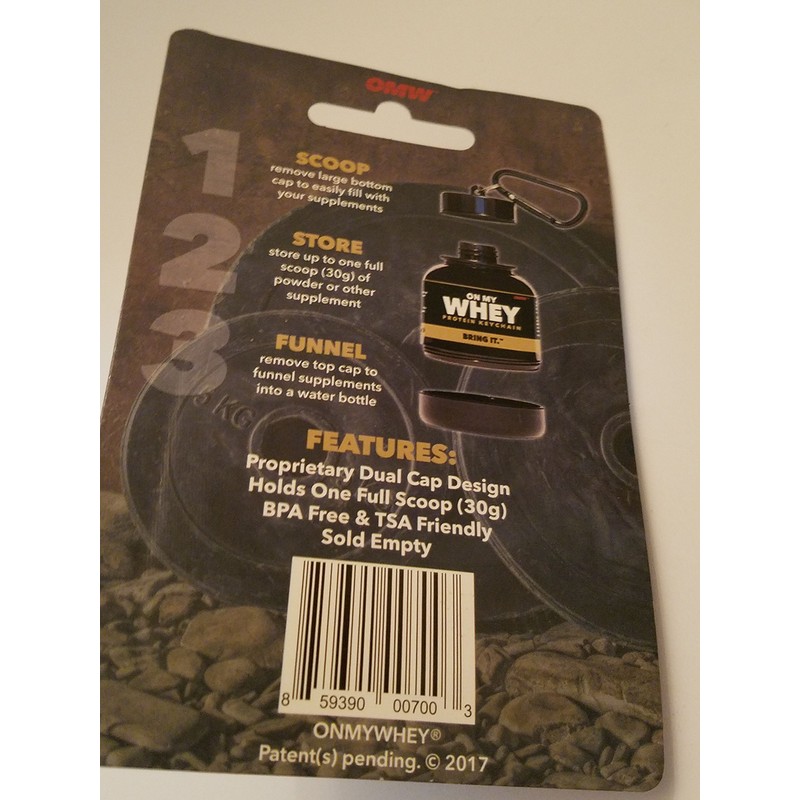 OMW
1
SCOOP
remove large bottom
cap to easily fill with
your supplements
2
STORE
store up to one full
scoop (30g) of
powder or other
supplement
3
FUNNEL
remove top cap to
funnel supplements
into a water bottle
ON MY
WHEY
PROTEIN KEYCHAIN
BRING IT.™
KG
FEATURES:
Proprietary Dual Cap Design
Holds One Full Scoop (30g)
BPA Free & TSA Friendly
Sold Empty
8 59390 00700 3
ONMYWHEY®
Patent(s) pending. © 2017